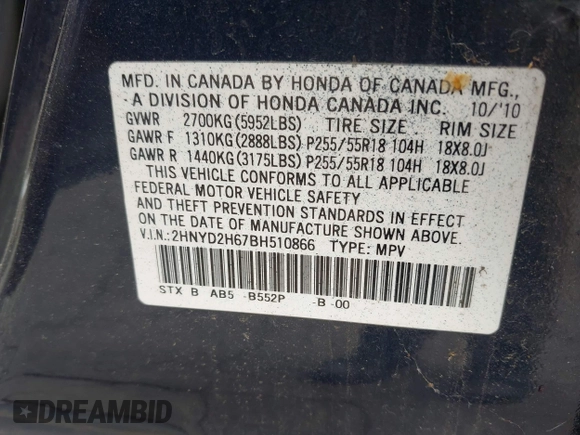 MFD. IN CANADA BY HONDA OF CANADA MFG.,
A DIVISION OF HONDA CANADA INC. 10/'10
GVWR 2700KG(5952LBS) TIRE SIZE RIM SIZE
GAWR F 1310KG(2888LBS) P255/55R18 104H 18X8.0J
GAWR R 1440KG(3175LBS) P255/55R18 104H 18X8.0J
THIS VEHICLE CONFORMS TO ALL APPLICABLE
FEDERAL MOTOR VEHICLE SAFETY
AND THEFT PREVENTION STANDARDS IN EFFECT
ON THE DATE OF MANUFACTURE SHOWN ABOVE.
V.I.N.:2HNYD2H67BH510866 TYPE: MPV
STX B AB5 -B552P -B -00
DREAMBID